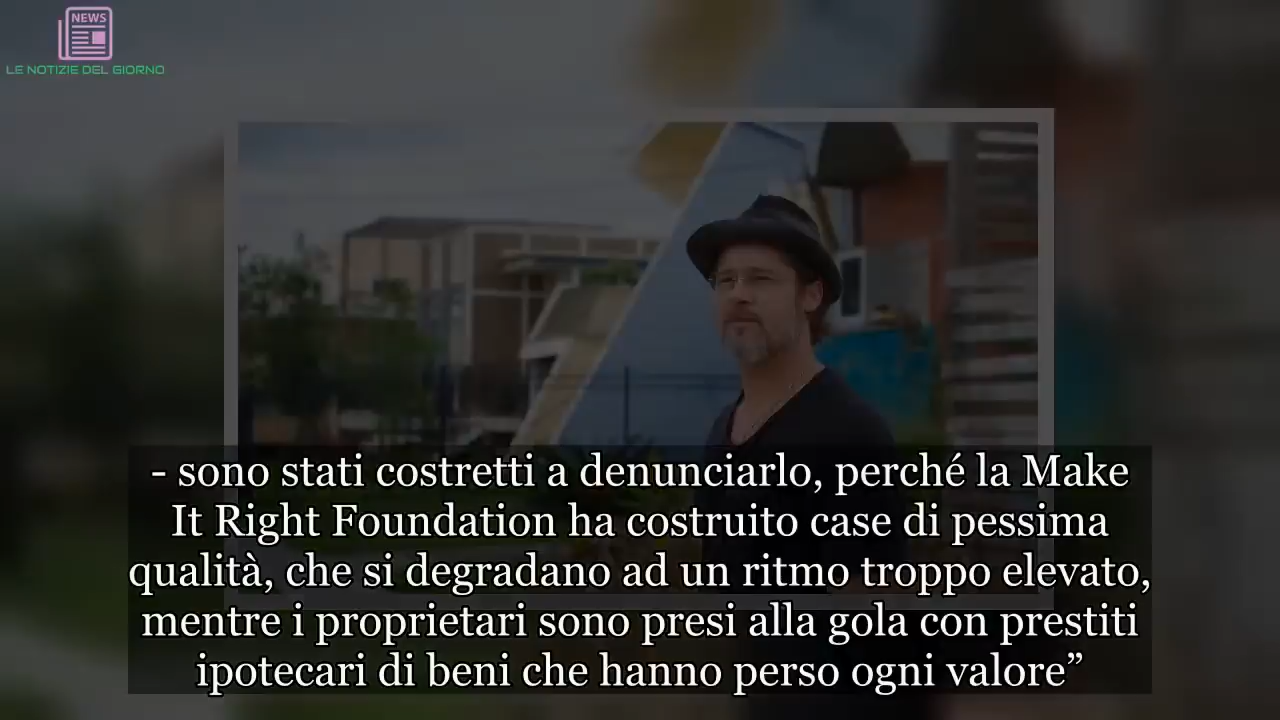 NEWS
LE NOTIZIE DEL GIORNO
- sono stati costretti a denunciarlo, perché la Make
It Right Foundation ha costruito case di pessima
qualità, che si degradano ad un ritmo troppo elevato,
mentre i proprietari sono presi alla gola con prestiti
ipotecari di beni che hanno perso ogni valore”